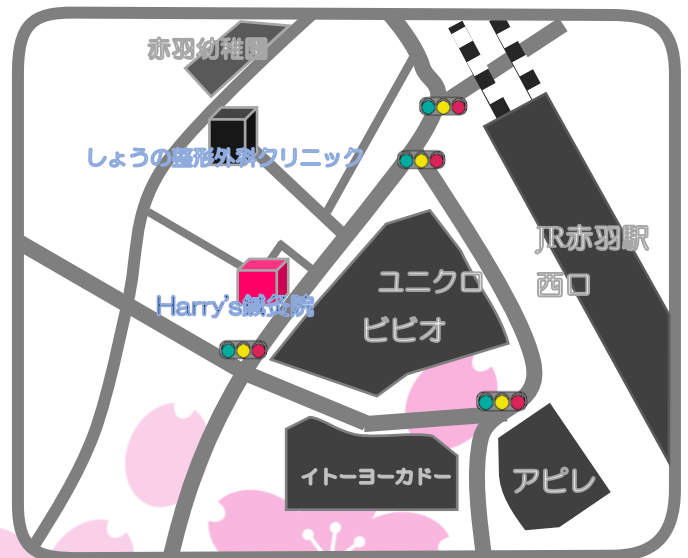 赤羽幼稚園
しょうの整形外科クリニック
JR赤羽駅
西口
ユニクロ
ビビオ
Harry's鍼灸院
イトーヨーカドー
アピレ